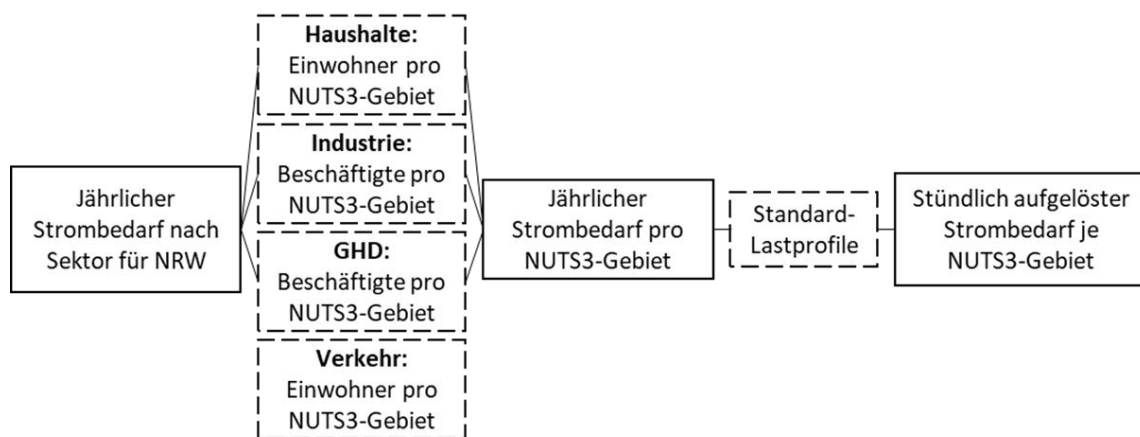 Jährlicher
Strombedarf nach
Sektor für NRW
Haushalte:
Einwohner pro
NUTS3-Gebiet
Industrie:
Beschäftigte pro
NUTS3-Gebiet
GHD:
Beschäftigte pro
NUTS3-Gebiet
Verkehr:
Einwohner pro
NUTS3-Gebiet
Jährlicher
Strombedarf pro
NUTS3-Gebiet
Standard-
Lastprofile
Stündlich aufgelöster
Strombedarf je
NUTS3-Gebiet